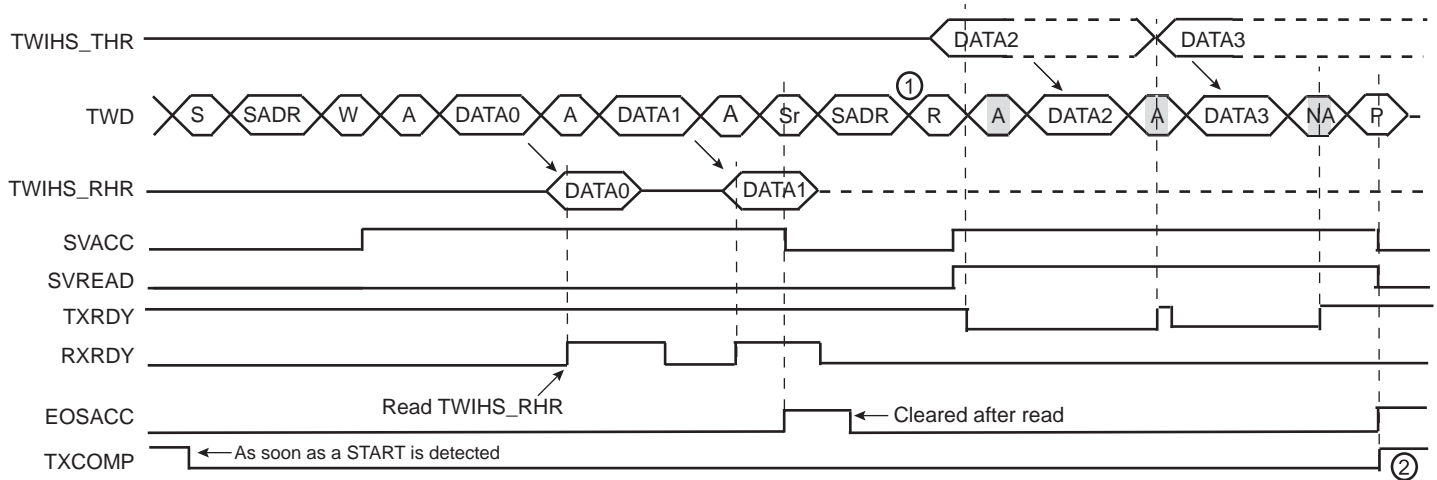 TWIHS_THR DATA2 DATA3
①
TWD S SADR W A DATA0 A DATA1 A Sr SADR R A DATA2 A DATA3 NA P
TWIHS_RHR DATA0 DATA1
SVACC
SVREAD
TXRDY
RXRDY
Read TWIHS_RHR
EOSACC Cleared after read
TXCOMP As soon as a START is detected ②